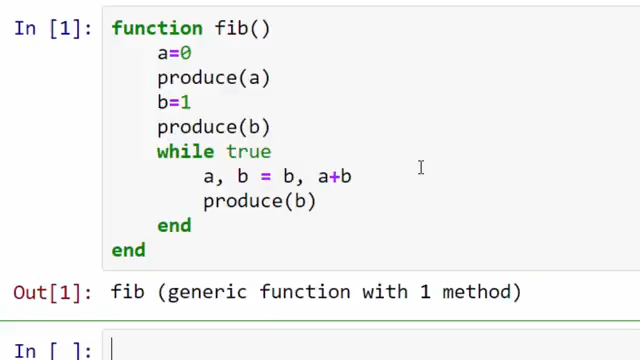 In [1]: function fib()
a=0
produce(a)
b=1
produce(b)
while true
a, b = b, a+b
produce(b)
end
end
Out[1]: fib (generic function with 1 method)
In [ ]: